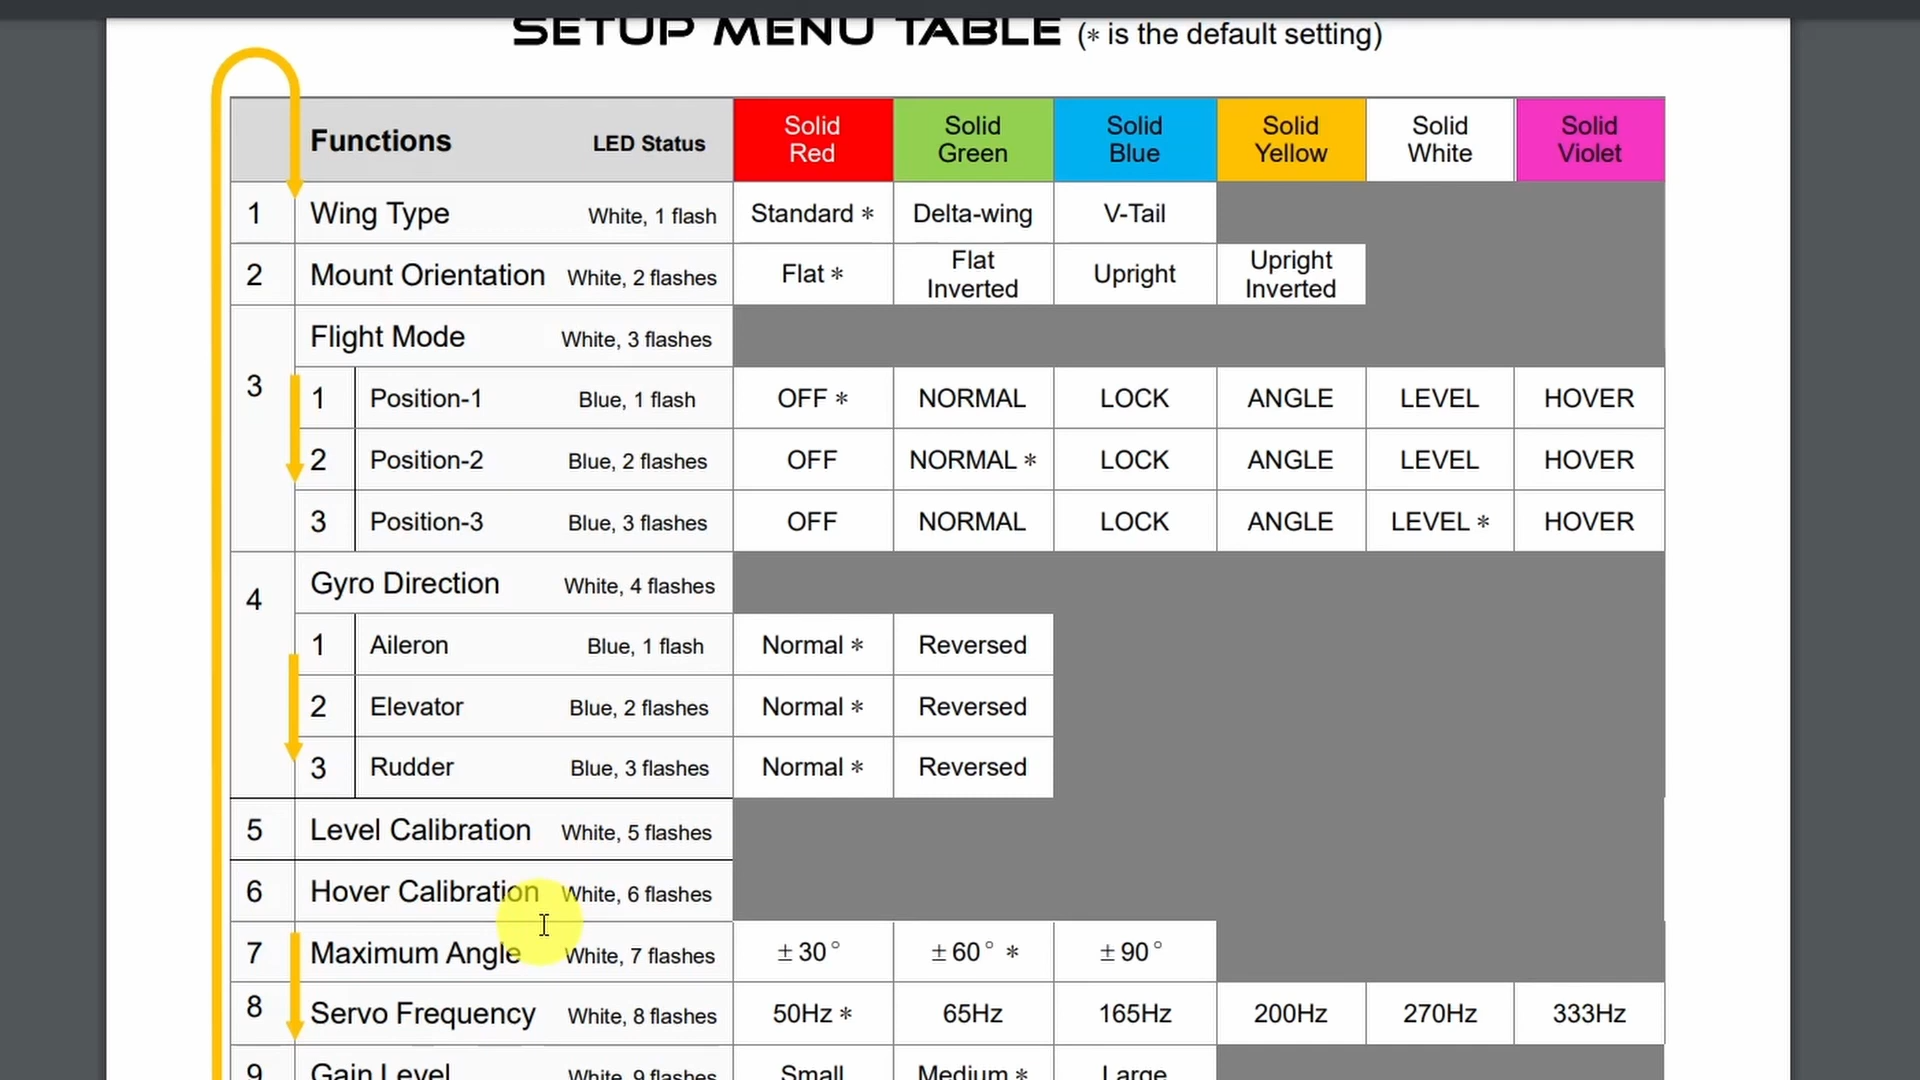 SETUP MENU TABLE (* is the default setting)
Functions LED Status Solid Red Solid Green Solid Blue Solid Yellow Solid White Solid Violet
1 Wing Type White, 1 flash Standard * Delta-wing V-Tail
2 Mount Orientation White, 2 flashes Flat * Flat Inverted Upright Upright Inverted
3 Flight Mode White, 3 flashes
1 Position-1 Blue, 1 flash OFF * NORMAL LOCK ANGLE LEVEL HOVER
2 Position-2 Blue, 2 flashes OFF NORMAL * LOCK ANGLE LEVEL HOVER
3 Position-3 Blue, 3 flashes OFF NORMAL LOCK ANGLE LEVEL * HOVER
4 Gyro Direction White, 4 flashes
1 Aileron Blue, 1 flash Normal * Reversed
2 Elevator Blue, 2 flashes Normal * Reversed
3 Rudder Blue, 3 flashes Normal * Reversed
5 Level Calibration White, 5 flashes
6 Hover Calibration White, 6 flashes
7 Maximum Angle White, 7 flashes ±30° ±60° * ±90°
8 Servo Frequency White, 8 flashes 50Hz * 65Hz 165Hz 200Hz 270Hz 333Hz
9 Gain Level White, 9 flashes Small Medium * Large